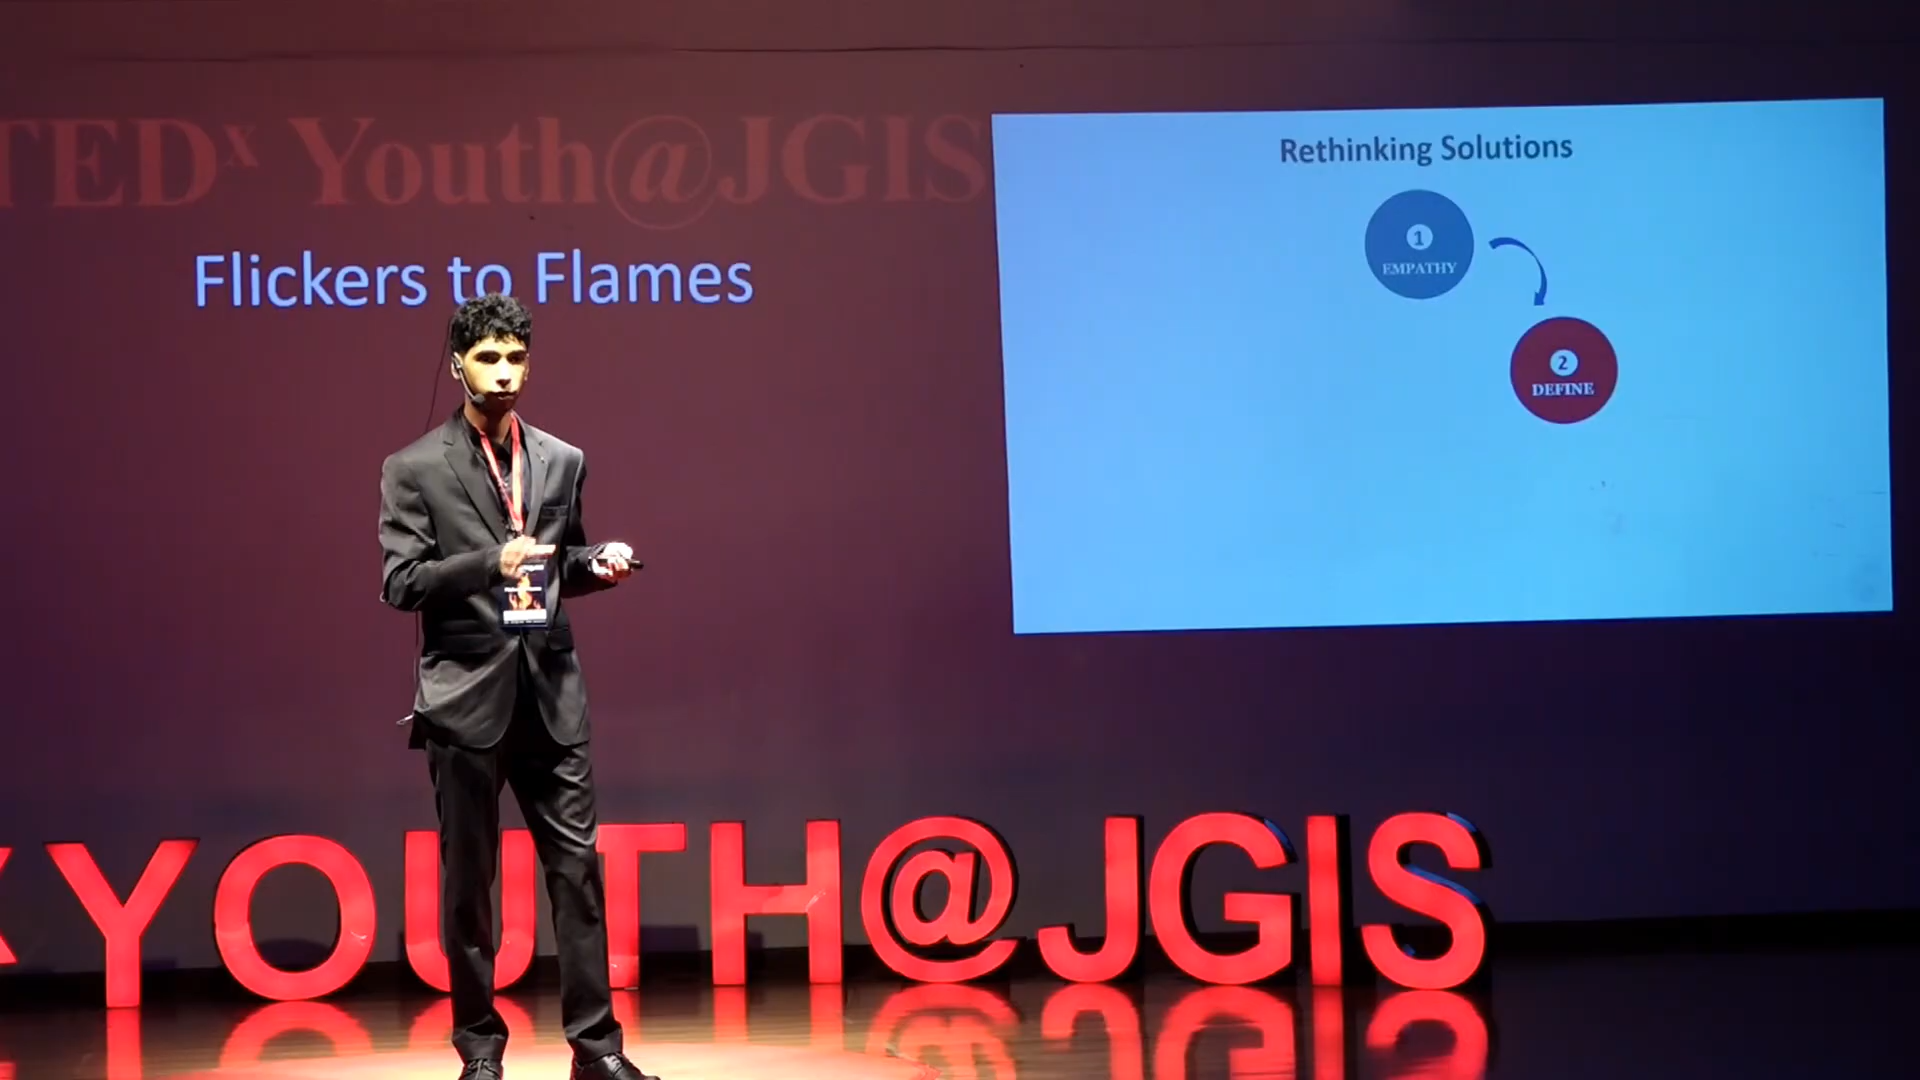 TEDx Youth@JGIS
Flickers to Flames
Rethinking Solutions
1
EMPATHY
2
DEFINE
x YOUTH@JGIS